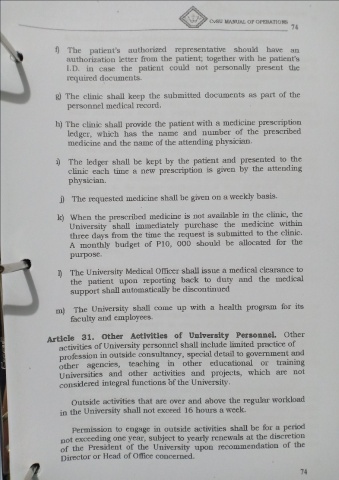 CvSU MANUAL OF OPERATIONS
74
f) The patient's authorized representative should have an
authorization letter from the patient; together with he patient's
I.D. in case the patient could not personally present the
required documents.
g) The clinic shall keep the submitted documents as part of the
personnel medical record.
h) The clinic shall provide the patient with a medicine prescription
ledger, which has the name and number of the prescribed
medicine and the name of the attending physician.
i) The ledger shall be kept by the patient and presented to the
clinic each time a new prescription is given by the attending
physician.
j) The requested medicine shall be given on a weekly basis.
k) When the prescribed medicine is not available in the clinic, the
University shall immediately purchase the medicine within
three days from the time the request is submitted to the clinic.
A monthly budget of P10, 000 should be allocated for the
purpose.
l) The University Medical Officer shall issue a medical clearance to
the patient upon reporting back to duty and the medical
support shall automatically be discontinued
m) The University shall come up with a health program for its
faculty and employees.
Article 31. Other Activities of University Personnel. Other
activities of University personnel shall include limited practice of
profession in outside consultancy, special detail to government and
other agencies, teaching in other educational or training
Universities and other activities and projects, which are not
considered integral functions of the University.
Outside activities that are over and above the regular workload
in the University shall not exceed 16 hours a week.
Permission to engage in outside activities shall be for a period
not exceeding one year, subject to yearly renewals at the discretion
of the President of the University upon recommendation of the
Director or Head of Office concerned.
74